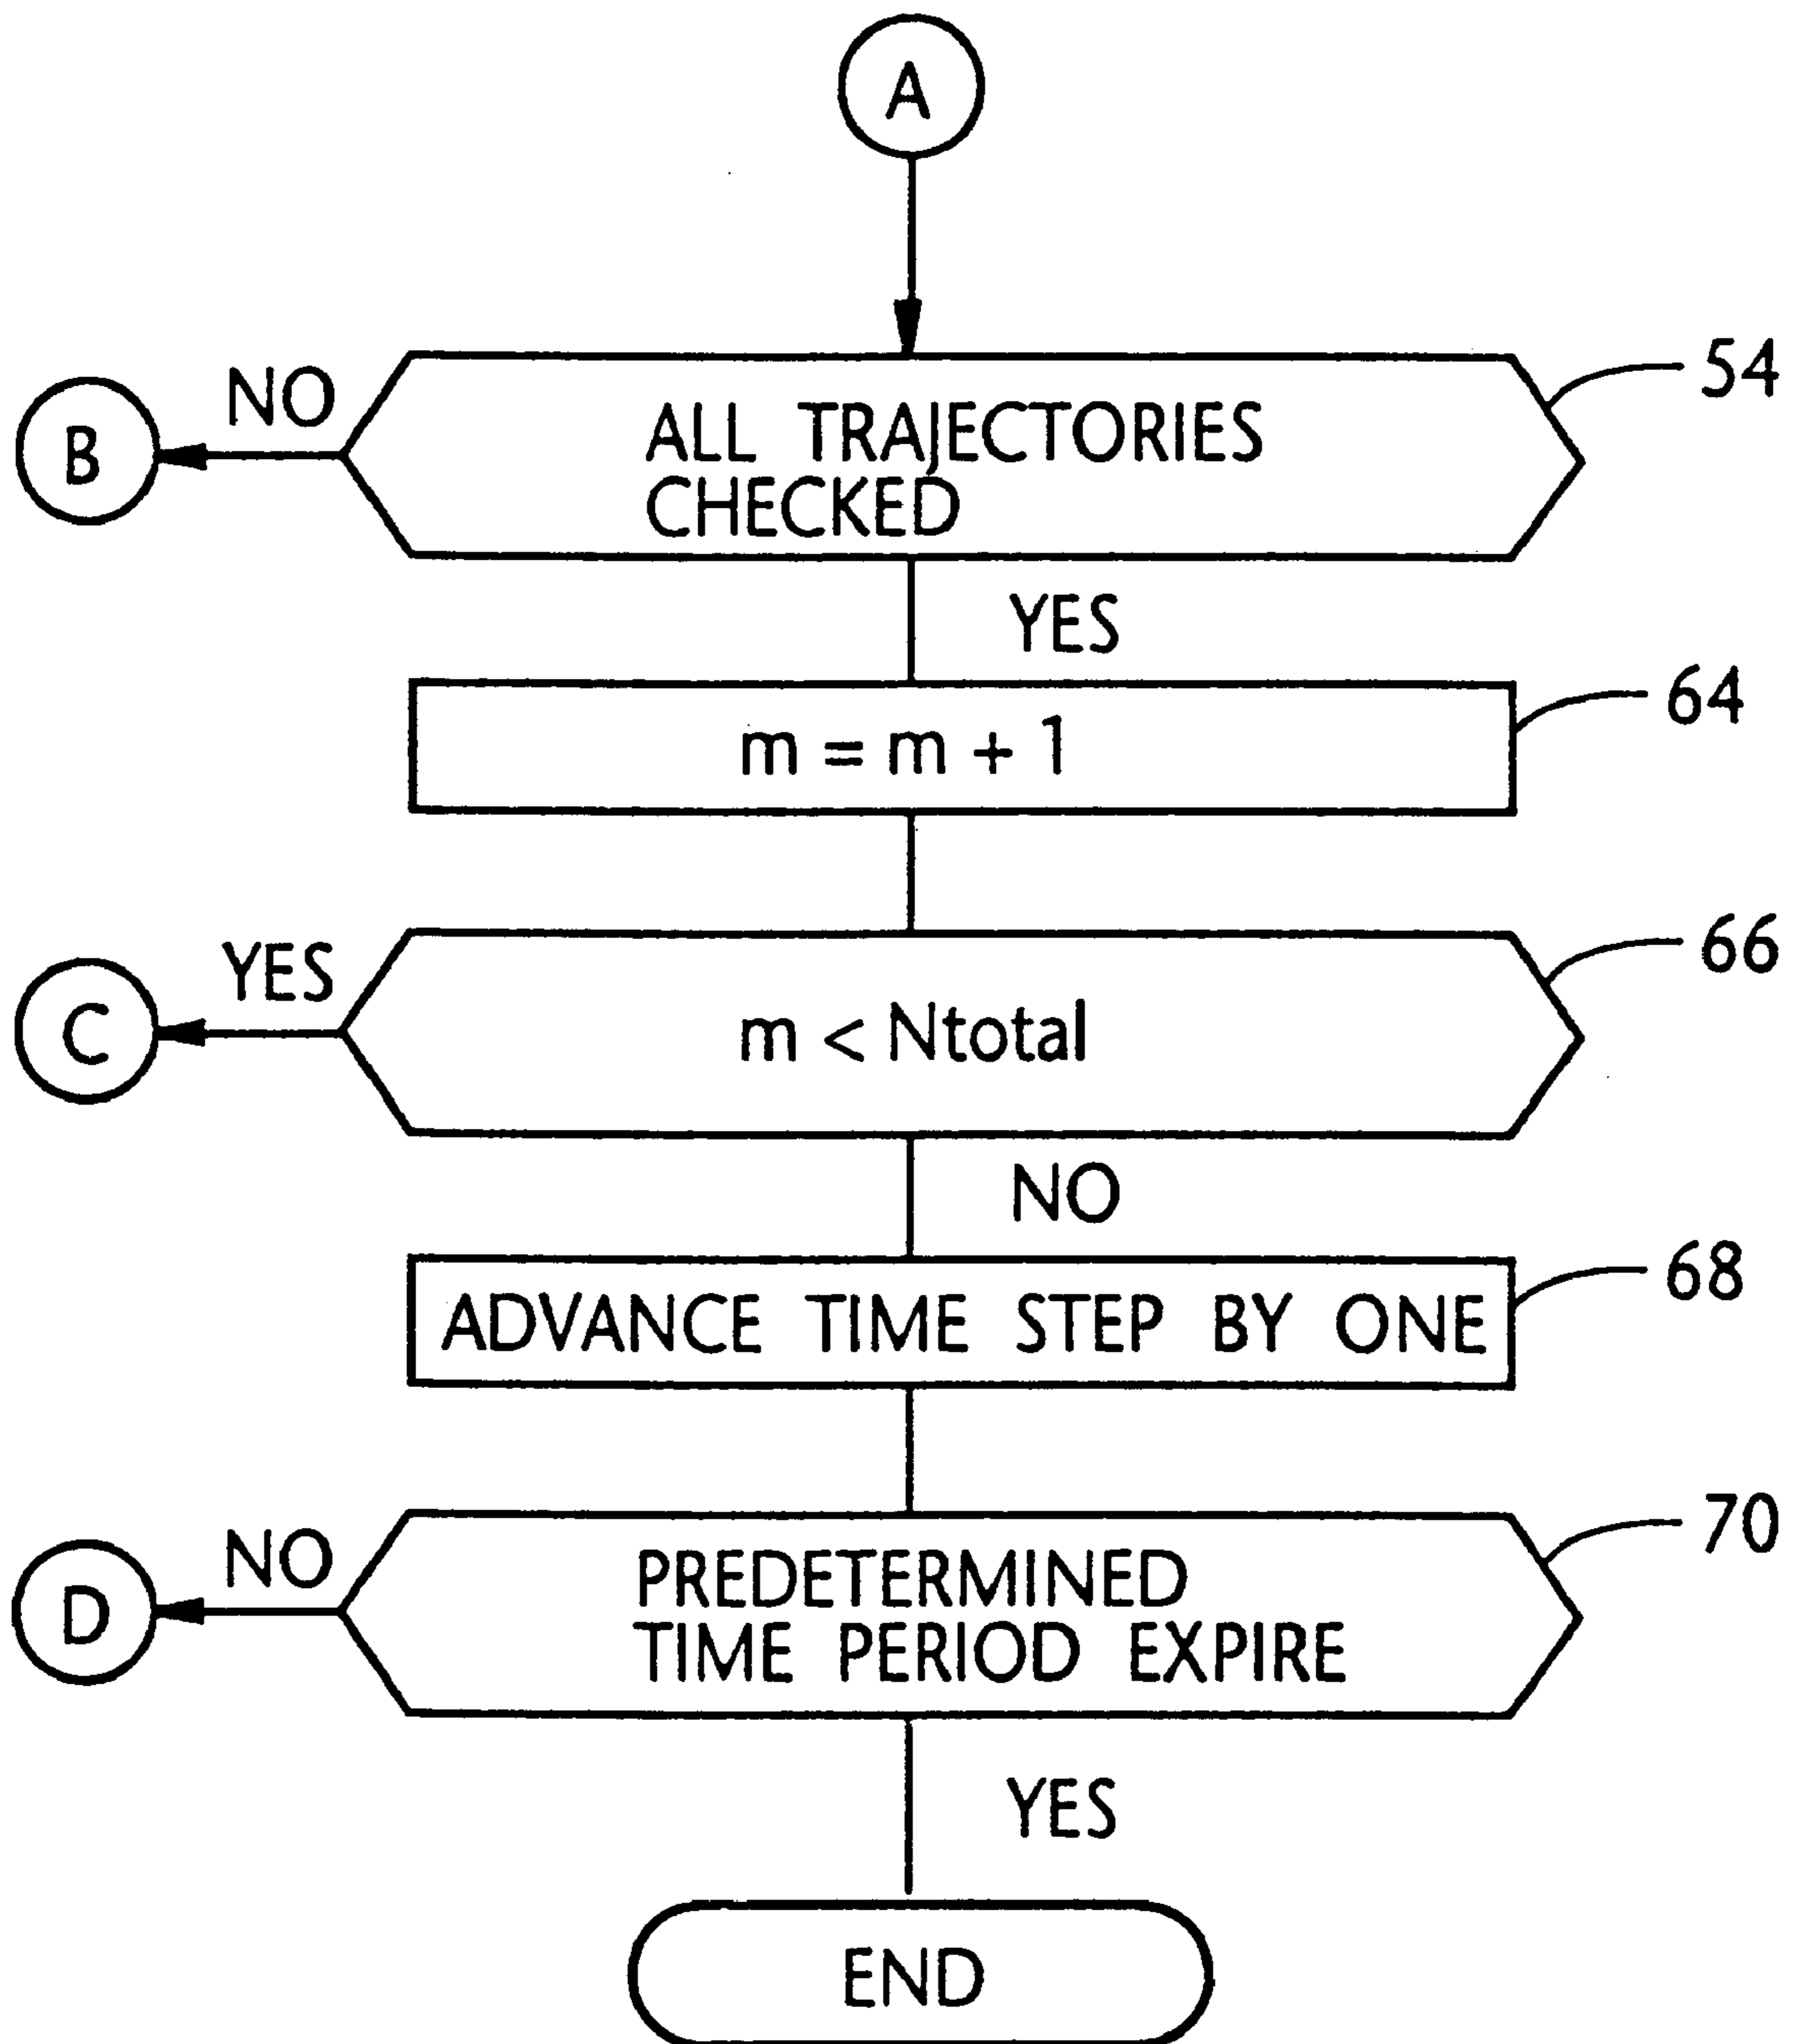 A
54
NO
B
ALL TRAJECTORIES
CHECKED
YES
64
m = m + 1
66
YES
C
m < Ntotal
NO
68
ADVANCE TIME STEP BY ONE
70
NO
D
PREDETERMINED
TIME PERIOD EXPIRE
YES
END